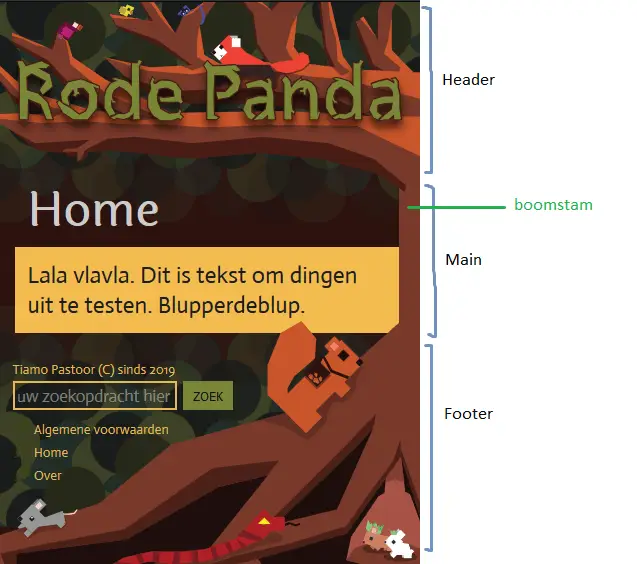 Rode Panda
Header
boomstam
Home
Main
Lala vlavla. Dit is tekst om dingen
uit te testen. Blupperdeblup.
Tiamo Pastoor (C) sinds 2019
uw zoekopdracht hier
ZOEK
Footer
Algemene voorwaarden
Home
Over